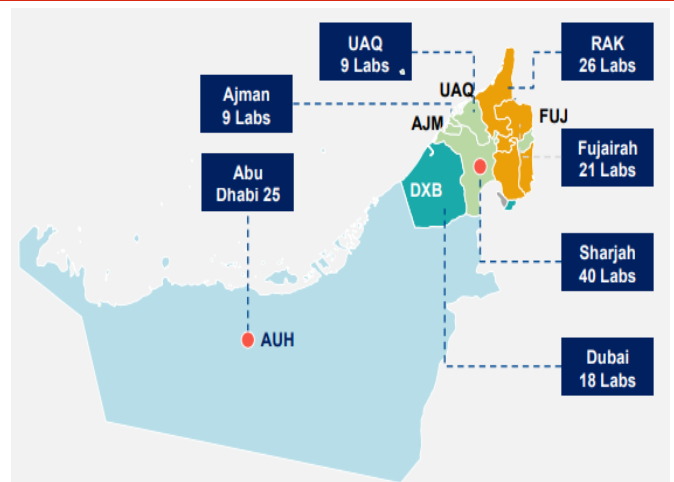 UAQ
9 Labs
RAK
26 Labs
Ajman
9 Labs
UAQ
AJM
FUJ
Fujairah
21 Labs
Abu
Dhabi 25
DXB
Sharjah
40 Labs
AUH
Dubai
18 Labs